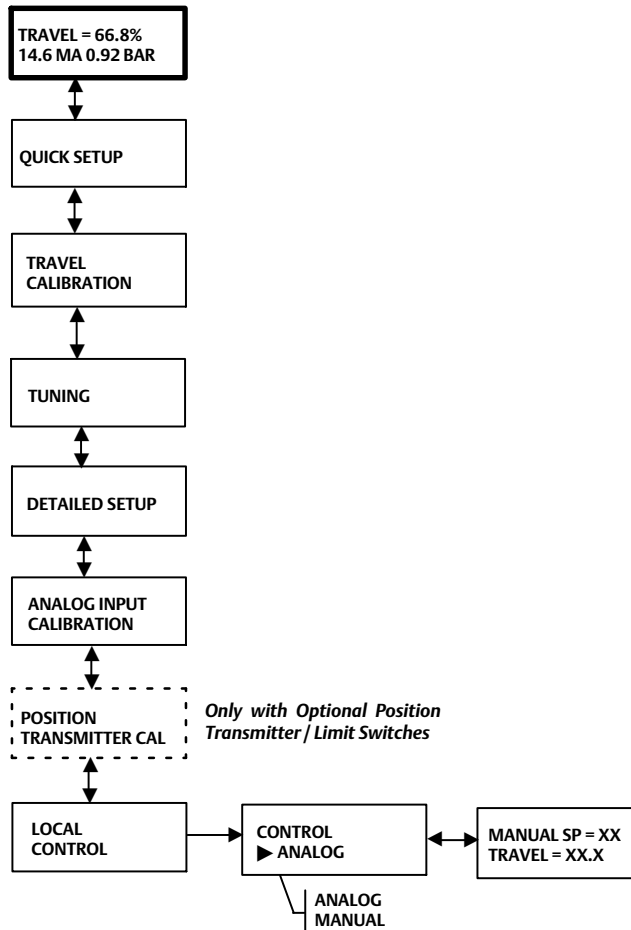 TRAVEL = 66.8%
14.6 MA 0.92 BAR
QUICK SETUP
TRAVEL
CALIBRATION
TUNING
DETAILED SETUP
ANALOG INPUT
CALIBRATION
POSITION
TRANSMITTER CAL
Only with Optional Position
Transmitter / Limit Switches
LOCAL
CONTROL
CONTROL
▶ ANALOG
MANUAL SP = XX
TRAVEL = XX.X
ANALOG
MANUAL